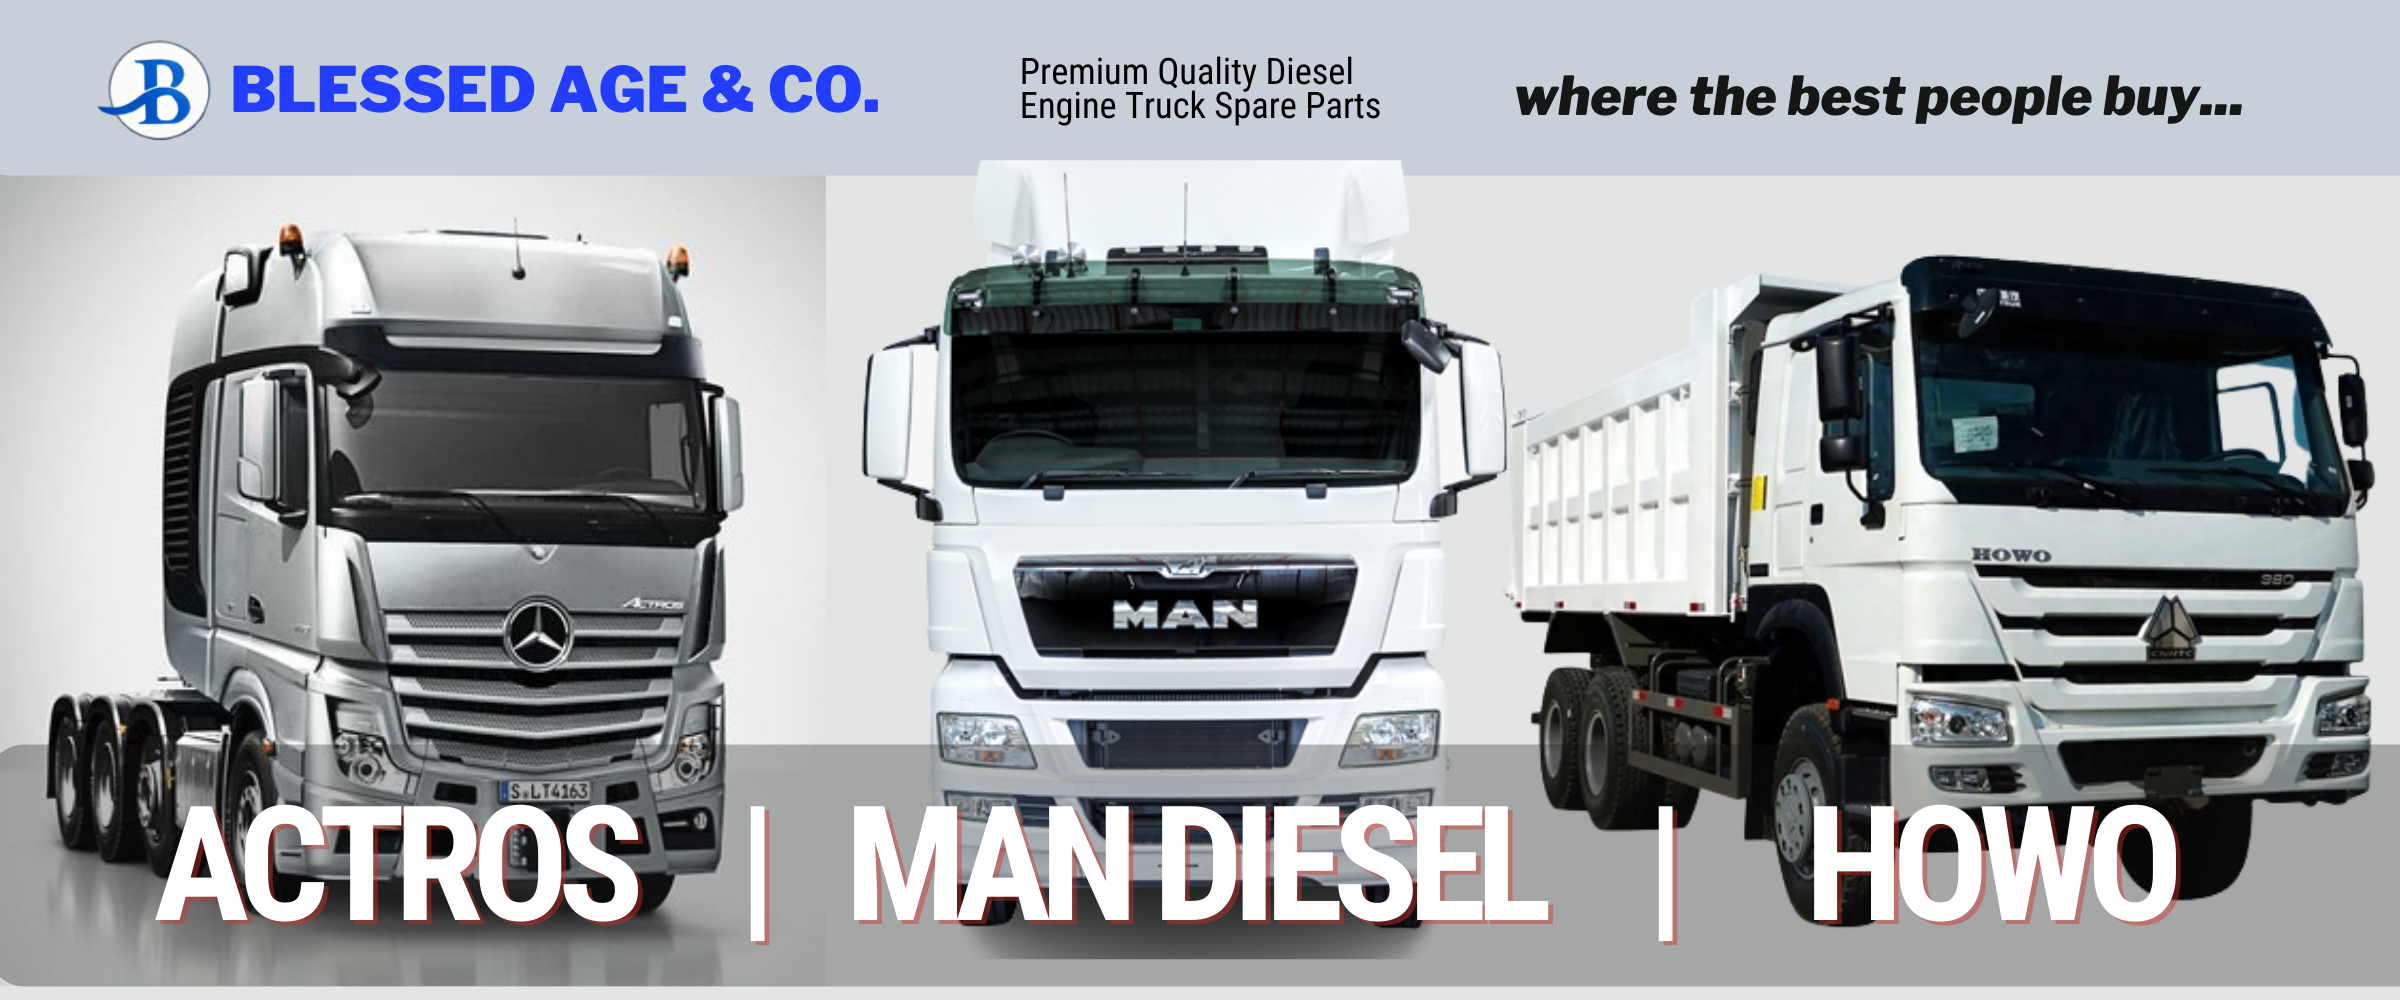 B
BLESSED AGE & CO.
Premium Quality Diesel
Engine Truck Spare Parts
where the best people buy...
ACTROS
S LT4163
MAN
HOWO
380
CNHTC
ACTROS | MAN DIESEL | HOWO